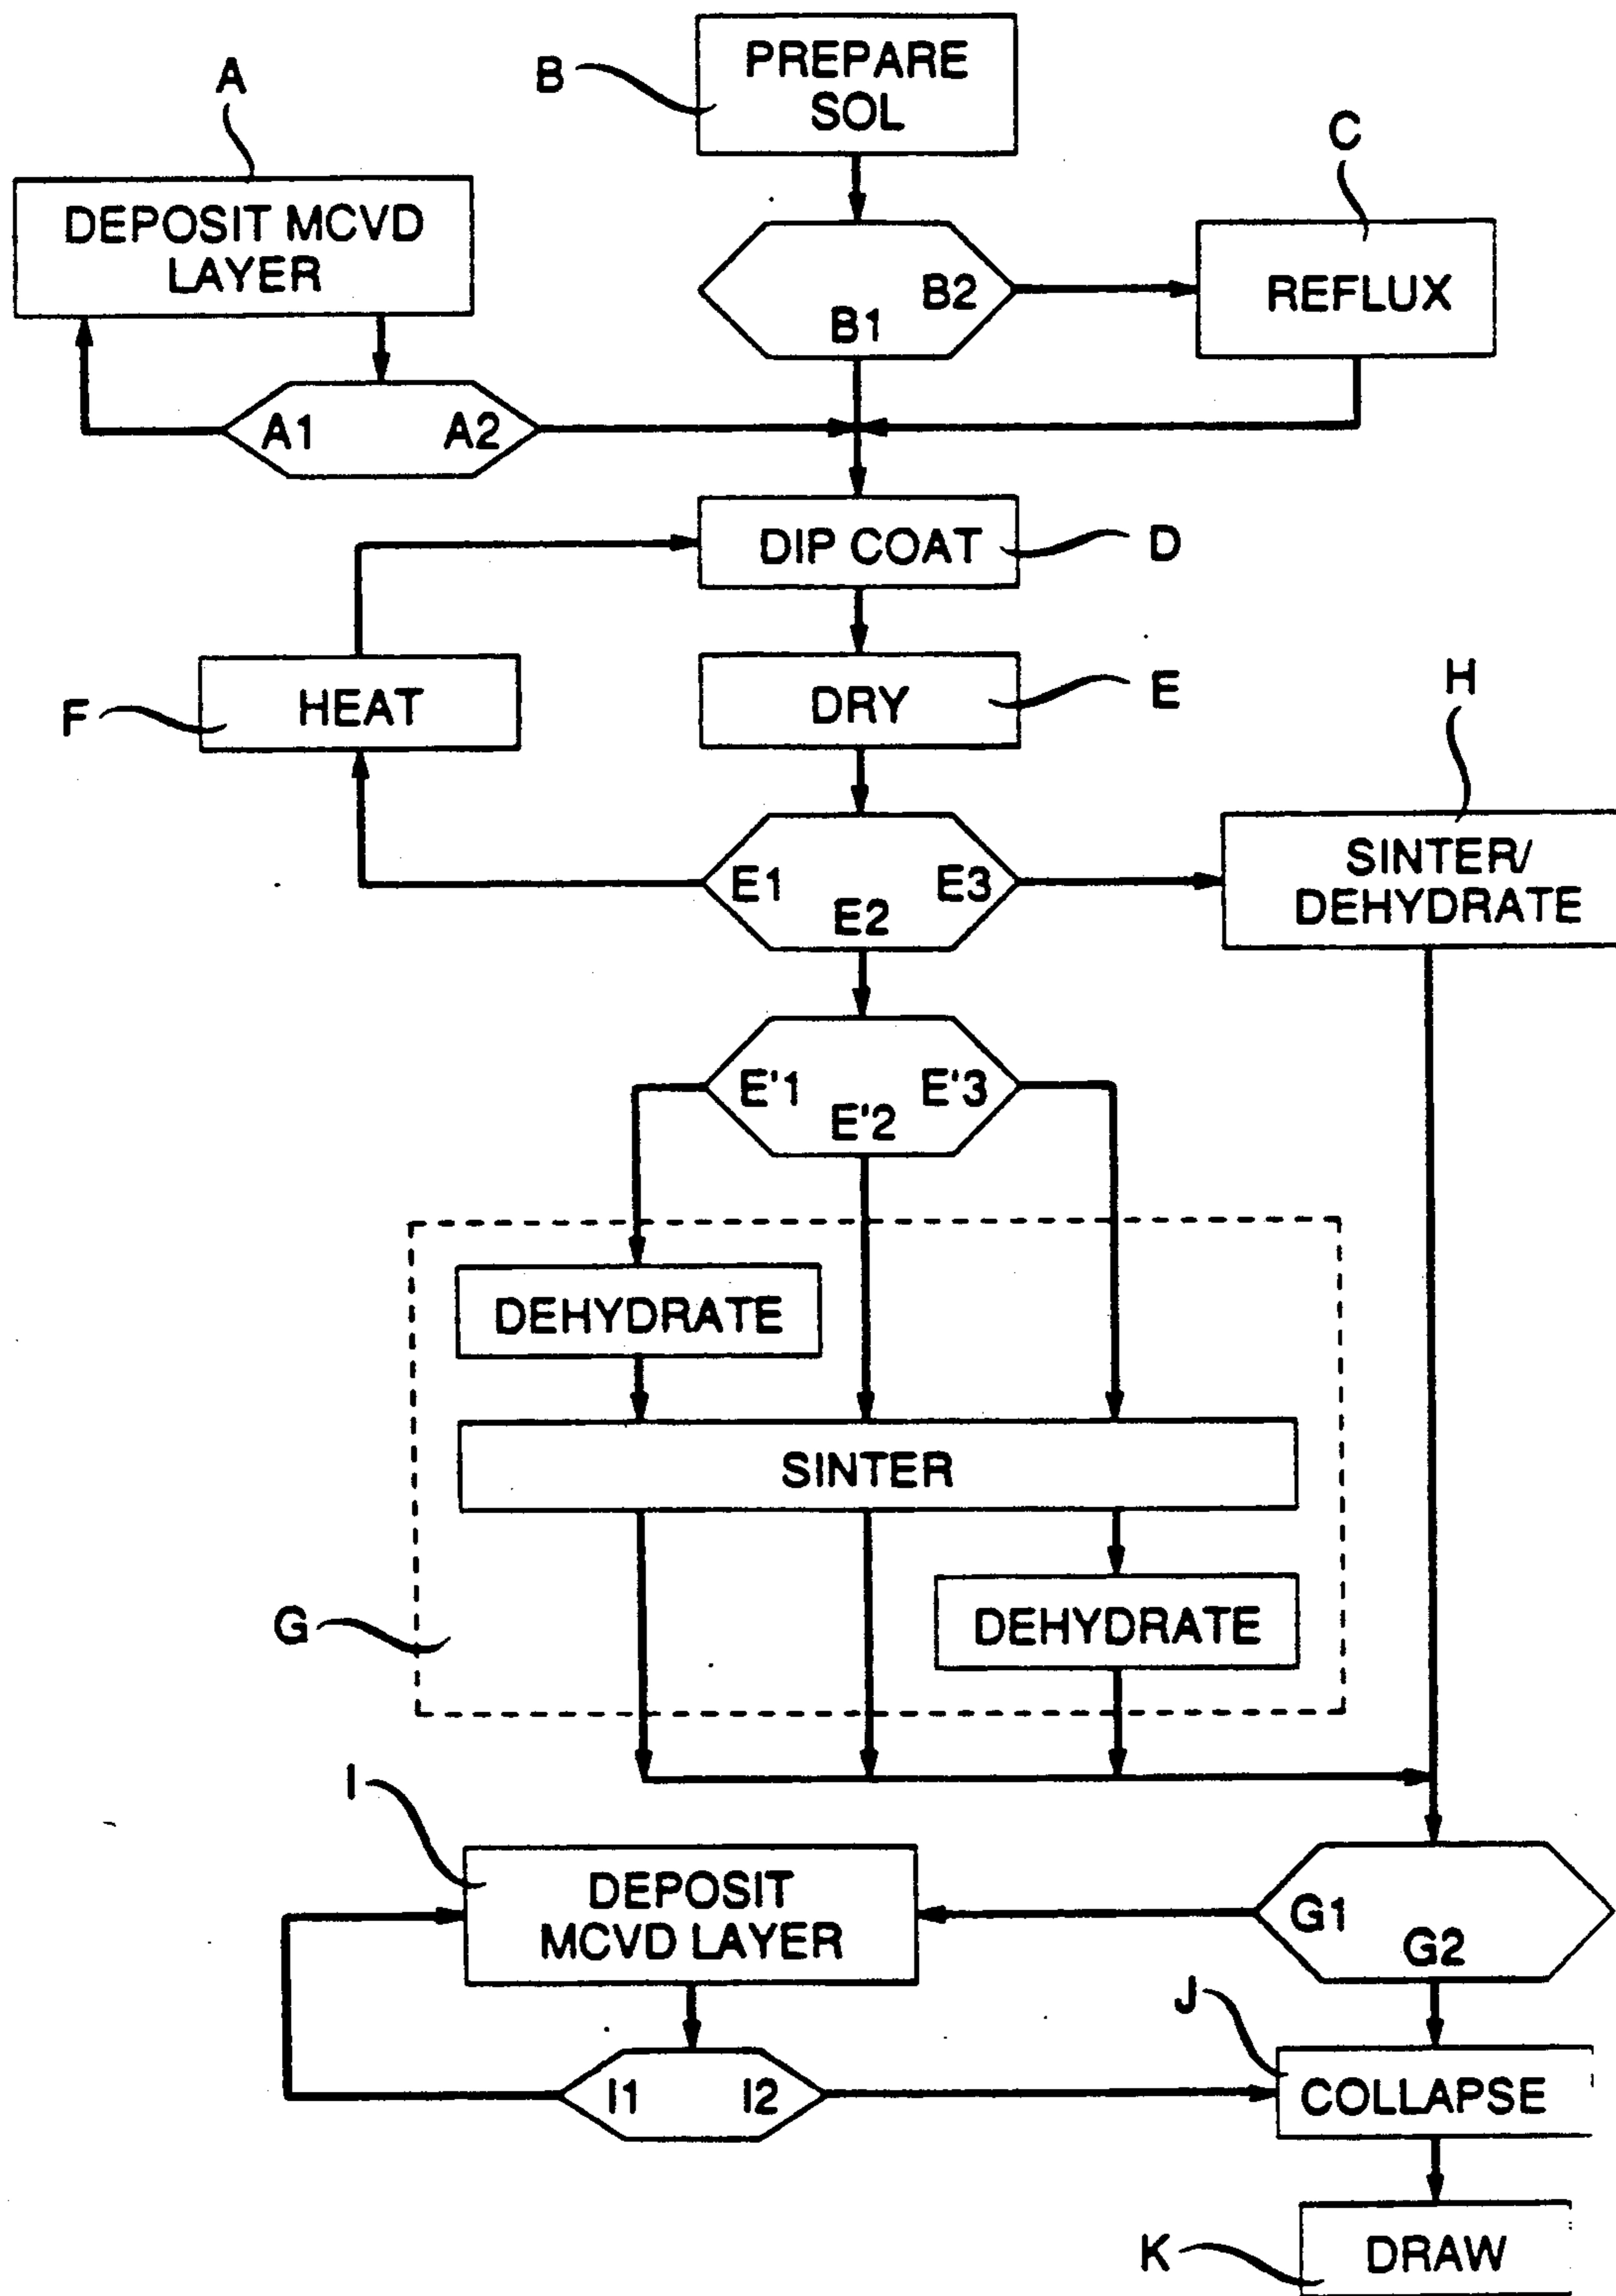 PREPARE
SOL
B
A
C
DEPOSIT MCVD
LAYER
REFLUX
B2
B1
A1
A2
DIP COAT
D
HEAT
F
DRY
E
H
E1
E2
E3
SINTER/
DEHYDRATE
E'1
E'2
E'3
DEHYDRATE
SINTER
DEHYDRATE
G
I
DEPOSIT
MCVD LAYER
G1
G2
J
I1
I2
COLLAPSE
K
DRAW